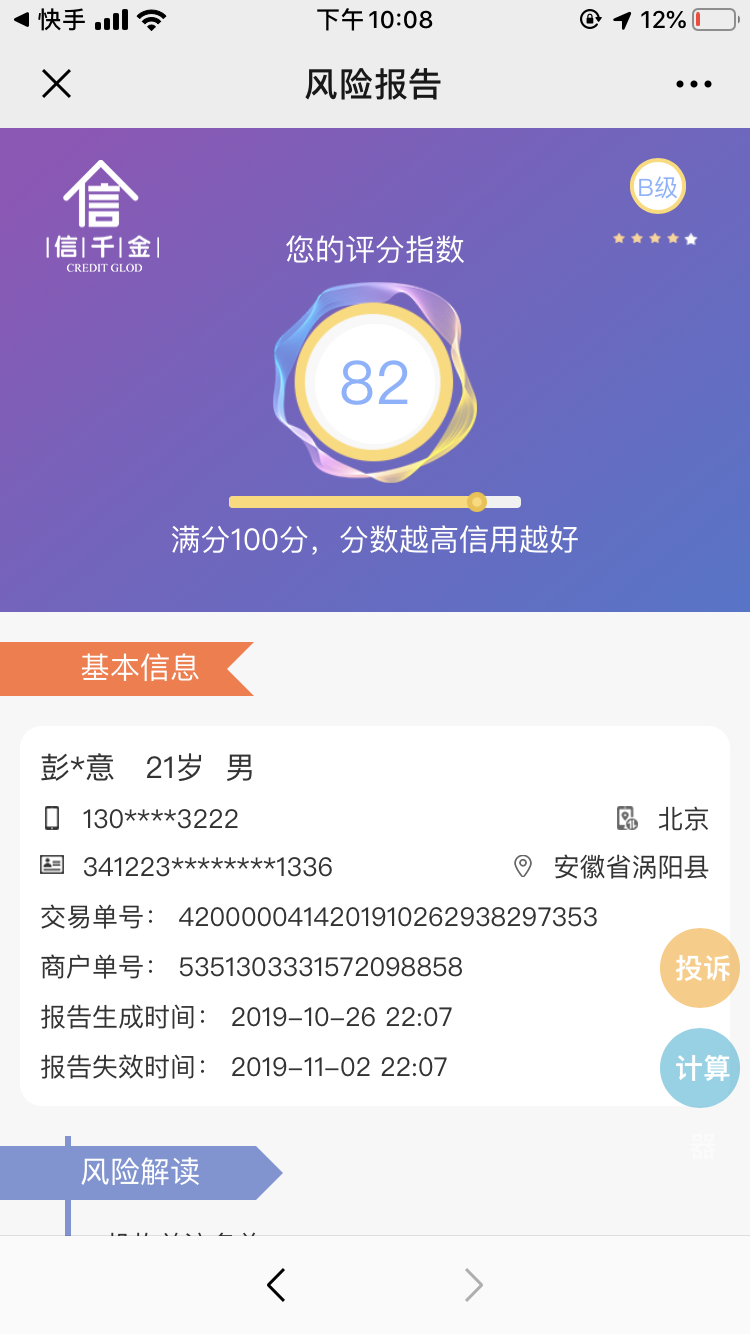 快手 下午10:08 12%
风险报告
B级
信千金
CREDIT GLOD
您的评分指数
82
满分100分，分数越高信用越好
基本信息
彭*意 21岁 男
130****3222 北京
341223********1336 安徽省涡阳县
交易单号： 4200000414201910262938297353
商户单号： 5351303331572098858
投诉
报告生成时间： 2019-10-26 22:07
报告失效时间： 2019-11-02 22:07
计算
器
风险解读